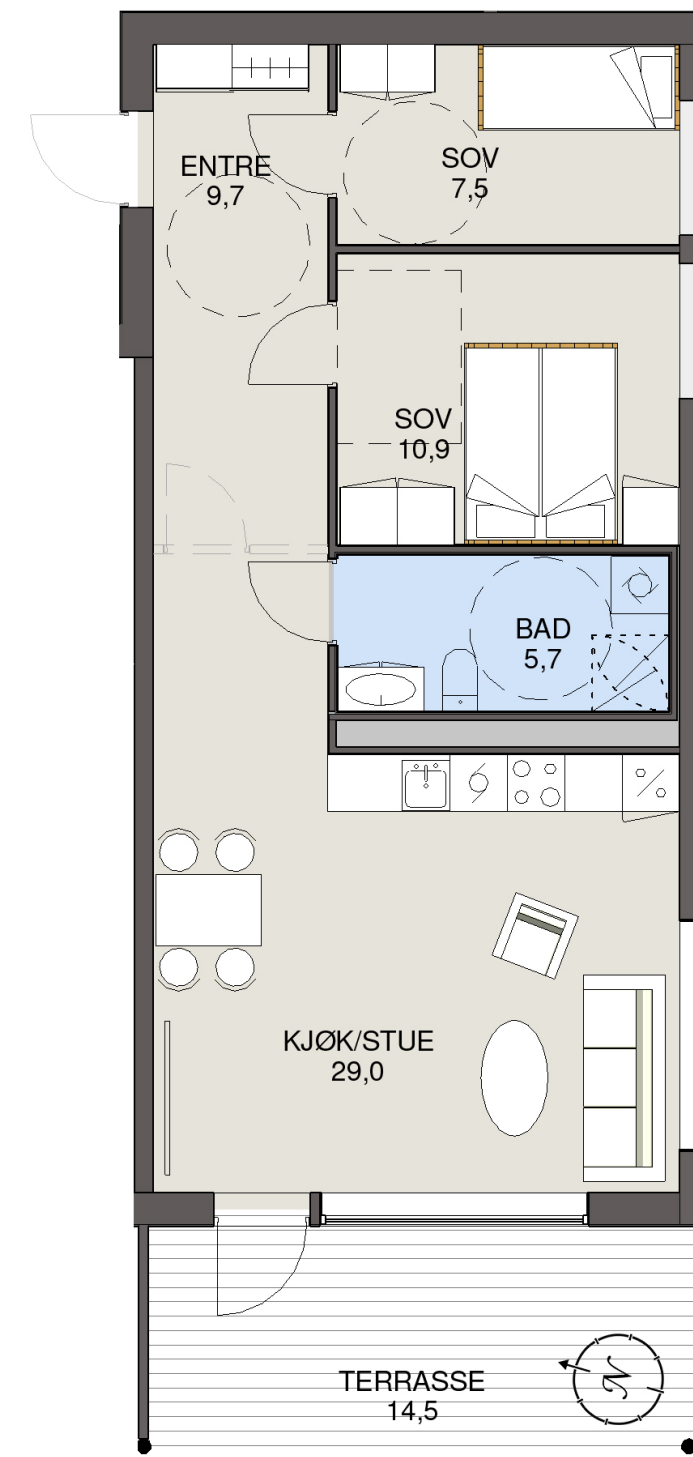 ENTRE
9,7
SOV
7,5
SOV
10,9
BAD
5,7
KJØK/STUE
29,0
TERRASSE
14,5
N